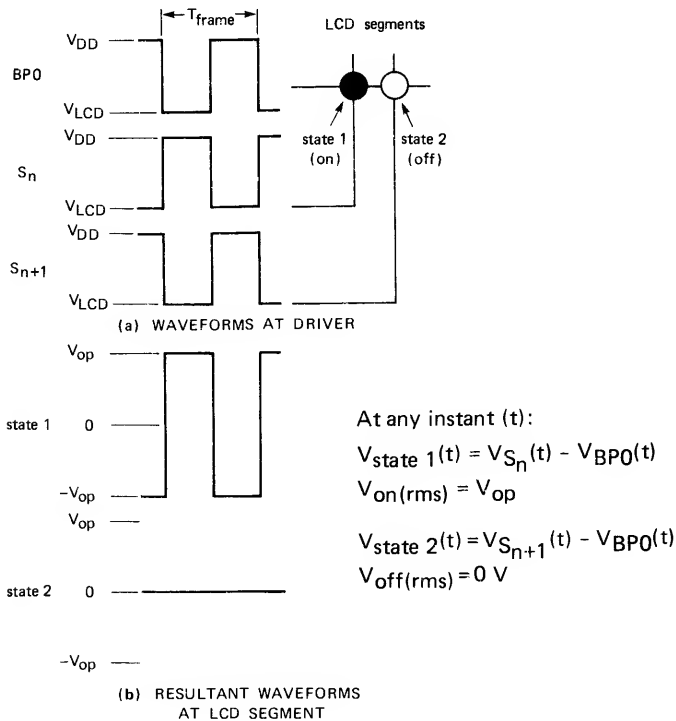 T_frame
LCD segments
V_DD
BP0
V_LCD
V_DD
state 1
(on)
state 2
(off)
S_n
V_LCD
V_DD
S_n+1
V_LCD
(a) WAVEFORMS AT DRIVER
V_op
state 1 0
-V_op
V_op
state 2 0
-V_op
At any instant (t):
V_state 1(t) = V_S_n(t) - V_BP0(t)
V_on(rms) = V_op
V_state 2(t) = V_S_n+1(t) - V_BP0(t)
V_off(rms) = 0 V
(b) RESULTANT WAVEFORMS
AT LCD SEGMENT